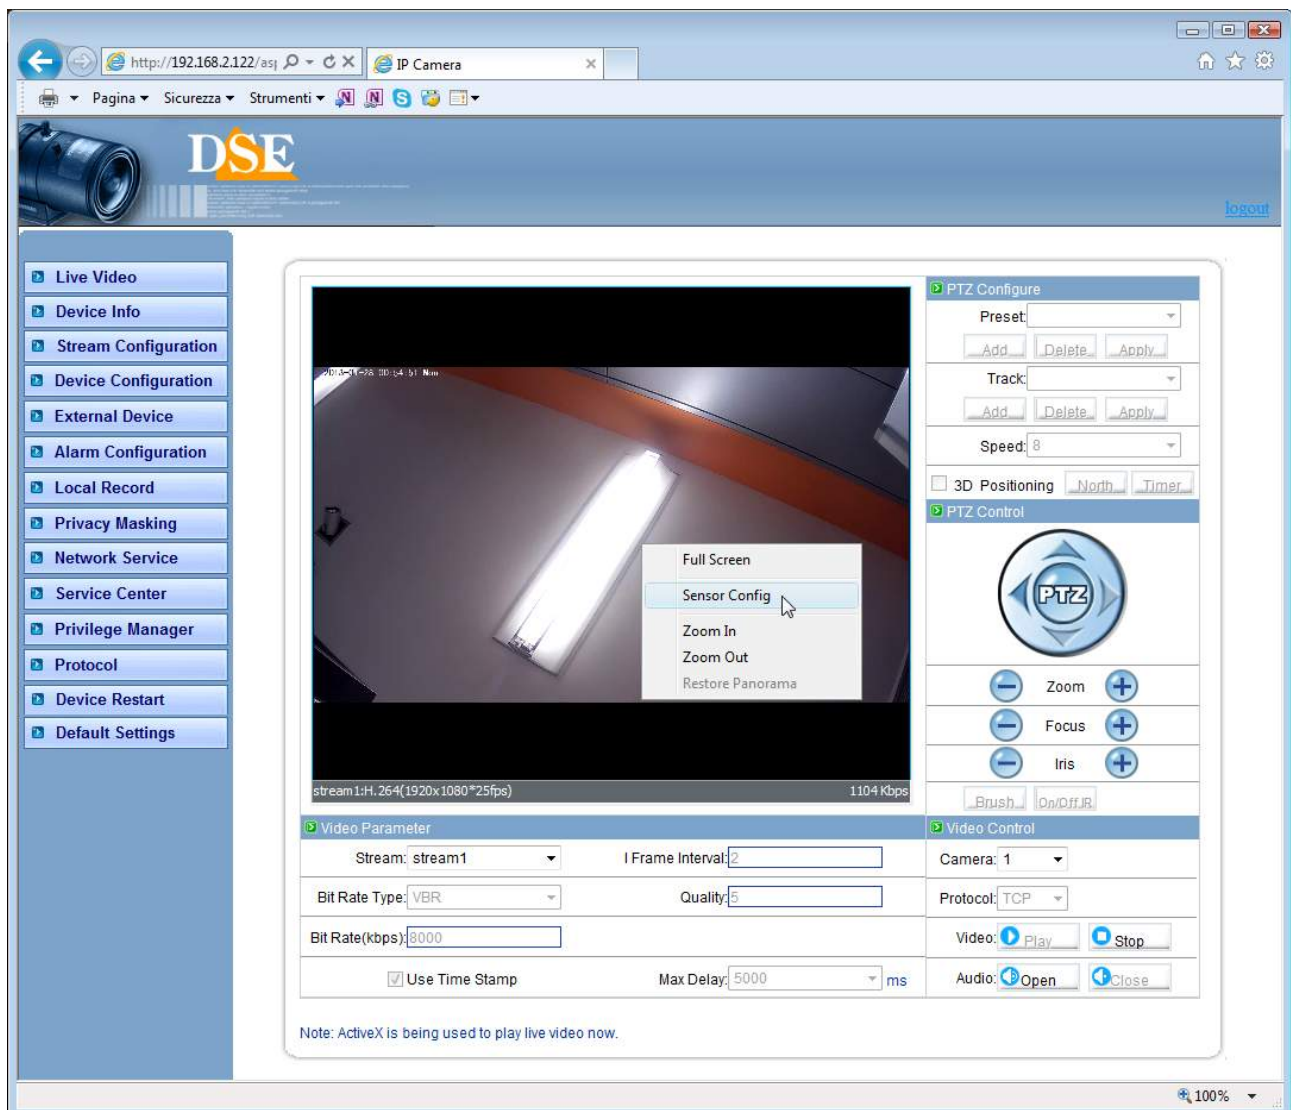 http://192.168.2.122/asp
IP Camera
Pagina
Sicurezza
Strumenti
DSE
logout
Live Video
Device Info
Stream Configuration
Device Configuration
External Device
Alarm Configuration
Local Record
Privacy Masking
Network Service
Service Center
Privilege Manager
Protocol
Device Restart
Default Settings
Full Screen
Sensor Config
Zoom In
Zoom Out
Restore Panorama
stream1:H.264(1920x1080*25fps)
1104 Kbps
PTZ Configure
Preset:
Add
Delete
Apply
Track:
Add
Delete
Apply
Speed: 8
3D Positioning
North
Timer
PTZ Control
PTZ
Zoom
Focus
Iris
Brush
On/Off IR
Video Parameter
Stream: stream1
I Frame Interval: 2
Bit Rate Type: VBR
Quality: 5
Bit Rate(kbps): 8000
Use Time Stamp
Max Delay: 5000 ms
Video Control
Camera: 1
Protocol: TCP
Video: Play Stop
Audio: Open Close
Note: ActiveX is being used to play live video now.
100%